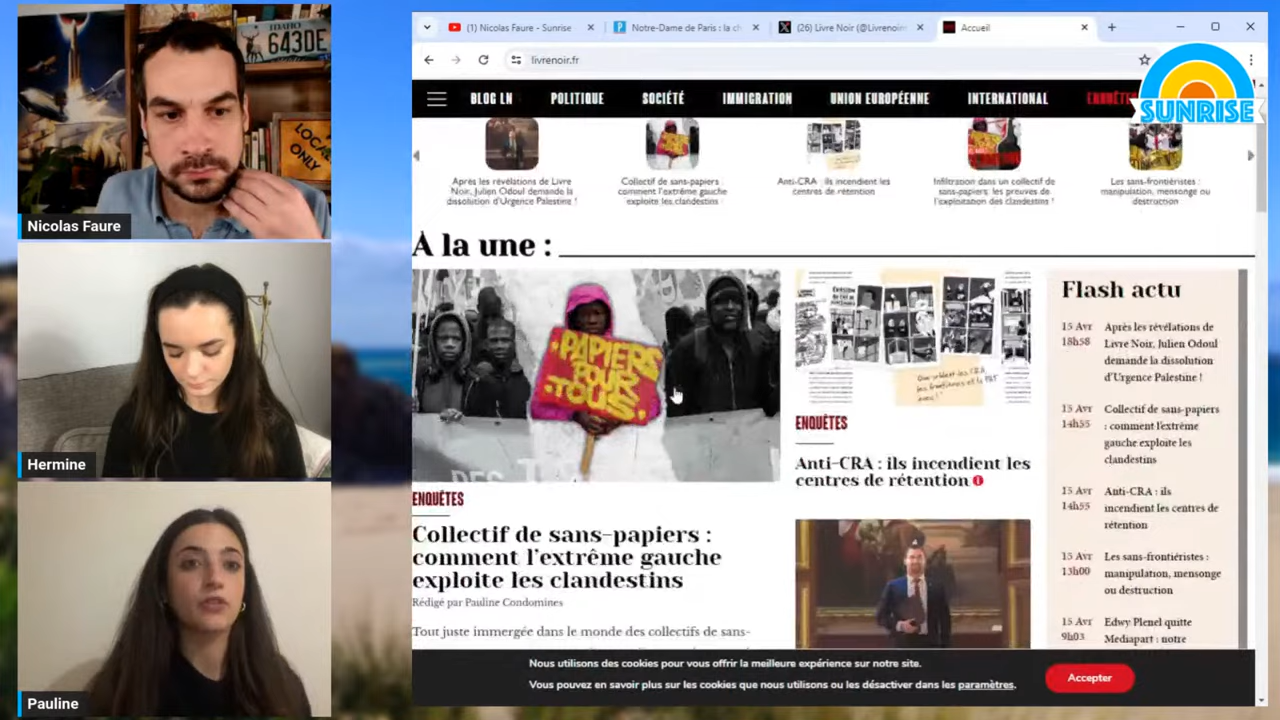 IDAHO
643DE
LOCALS
ONLY
Nicolas Faure
Hermine
Pauline
(1) Nicolas Faure - Sunrise
Notre-Dame de Paris : la ch
(26) Livre Noir (@Livrenoir
Accueil
livrenoir.fr
SUNRISE
BLOG LN
POLITIQUE
SOCIÉTÉ
IMMIGRATION
UNION EUROPÉENNE
INTERNATIONAL
ENQUÊTES
Après les révélations de Livre
Noir, Julien Odoul demande la
dissolution d'Urgence Palestine !
Collectif de sans-papiers :
comment l'extrême gauche
exploite les clandestins
Anti-CRA : ils incendient les
centres de rétention
Infiltration dans un collectif de
sans-papiers: les preuves de
l'exploitation des clandestins !
Les sans-frontiéristes :
manipulation, mensonge ou
destruction
À la une :
PAPIERS
POUR
TOUS
ENQUÊTES
Collectif de sans-papiers :
comment l'extrême gauche
exploite les clandestins
Rédigé par Pauline Condomines
Tout juste immergée dans le monde des collectifs de sans-
ENQUÊTES
Anti-CRA : ils incendient les
centres de rétention
Flash actu
15 Avr
18h58
Après les révélations de
Livre Noir, Julien Odoul
demande la dissolution
d'Urgence Palestine !
15 Avr
14h55
Collectif de sans-papiers
: comment l'extrême
gauche exploite les
clandestins
15 Avr
14h55
Anti-CRA : ils
incendient les centres de
rétention
15 Avr
13h00
Les sans-frontiéristes :
manipulation, mensonge
ou destruction
15 Avr
9h03
Edwy Plenel quitte
Mediapart : notre
Nous utilisons des cookies pour vous offrir la meilleure expérience sur notre site.
Vous pouvez en savoir plus sur les cookies que nous utilisons ou les désactiver dans les paramètres.
Accepter